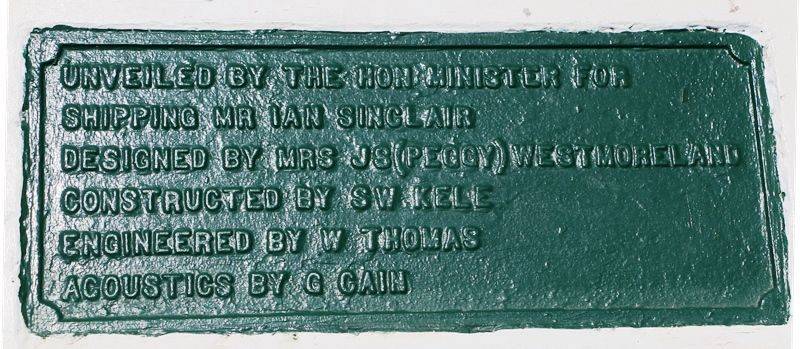 UNVEILED BY THE HON MINISTER FOR
SHIPPING MR IAN SINCLAIR
DESIGNED BY MRS JS(PEGGY)WESTMORELAND
CONSTRUCTED BY SW KELE
ENGINEERED BY W THOMAS
ACOUSTICS BY G CAIN